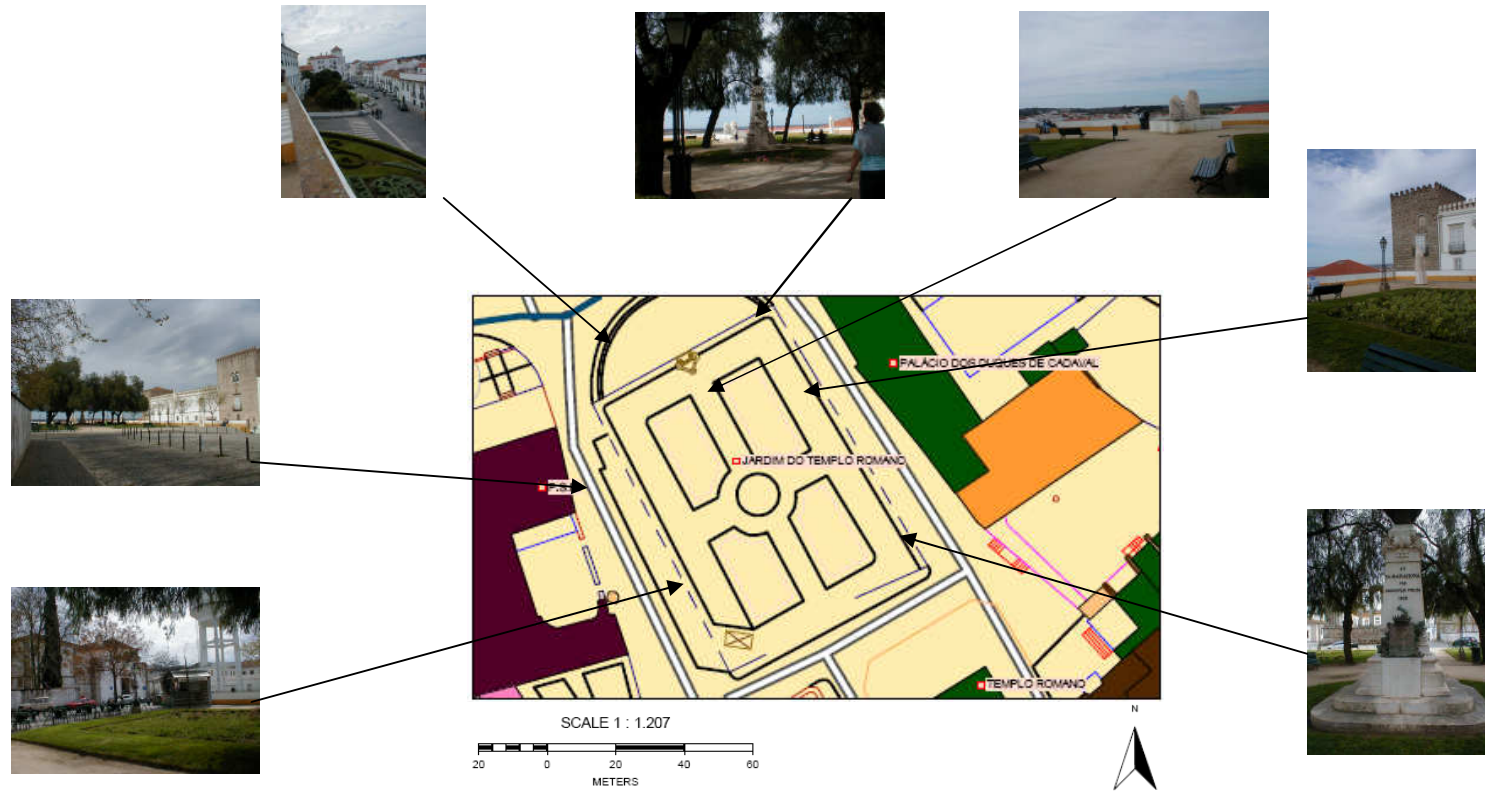 PALÁCIO DOS DUQUES DE CADAVAL
JARDIM DO TEMPLO ROMANO
TEMPLO ROMANO
SCALE 1 : 1.207
N
20 0 20 40 60
METERS